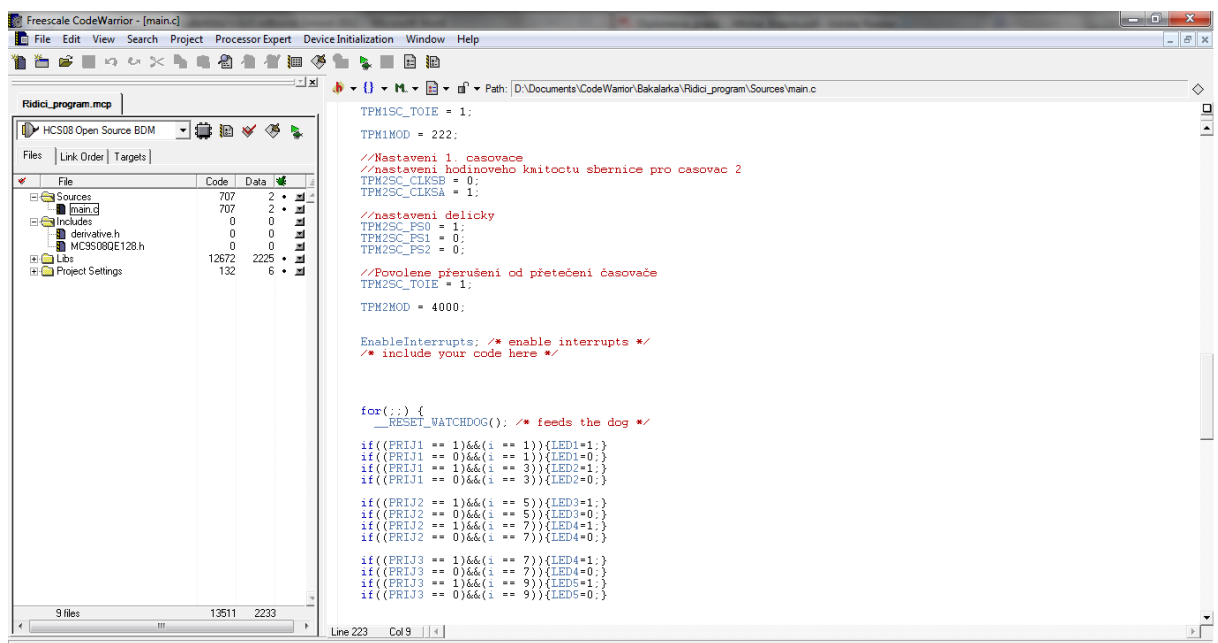 Freescale CodeWarrior - [main.c]
File Edit View Search Project Processor Expert Device Initialization Window Help
Path: D:\Documents\CodeWarrior\Bakalarka\Ridici_program\Sources\main.c
Ridici_program.mcp
HCS08 Open Source BDM
Files Link Order Targets
File Code Data
Sources 707 2
main.c 707 2
Includes 0 0
derivative.h 0 0
MC9S08QE128.h 0 0
Libs 12672 2225
Project Settings 132 6
9 files 13511 2233
TPM1SC_TOIE = 1;
TPM1MOD = 222;
//Nastaveni 1. casovace
//nastaveni hodinoveho kmitoctu sbernice pro casovac 2
TPM2SC_CLKSB = 0;
TPM2SC_CLKSA = 1;
//nastaveni delicky
TPM2SC_PS0 = 1;
TPM2SC_PS1 = 0;
TPM2SC_PS2 = 0;
//Povolene přerušení od přetečení časovače
TPM2SC_TOIE = 1;
TPM2MOD = 4000;
EnableInterrupts; /* enable interrupts */
/* include your code here */
for(;;) {
__RESET_WATCHDOG(); /* feeds the dog */
if((PRIJ1 == 1)&&(i == 1)){LED1=1;}
if((PRIJ1 == 0)&&(i == 1)){LED1=0;}
if((PRIJ1 == 1)&&(i == 3)){LED2=1;}
if((PRIJ1 == 0)&&(i == 3)){LED2=0;}
if((PRIJ2 == 1)&&(i == 5)){LED3=1;}
if((PRIJ2 == 0)&&(i == 5)){LED3=0;}
if((PRIJ2 == 1)&&(i == 7)){LED4=1;}
if((PRIJ2 == 0)&&(i == 7)){LED4=0;}
if((PRIJ3 == 1)&&(i == 7)){LED4=1;}
if((PRIJ3 == 0)&&(i == 7)){LED4=0;}
if((PRIJ3 == 1)&&(i == 9)){LED5=1;}
if((PRIJ3 == 0)&&(i == 9)){LED5=0;}
Line 223 Col 9